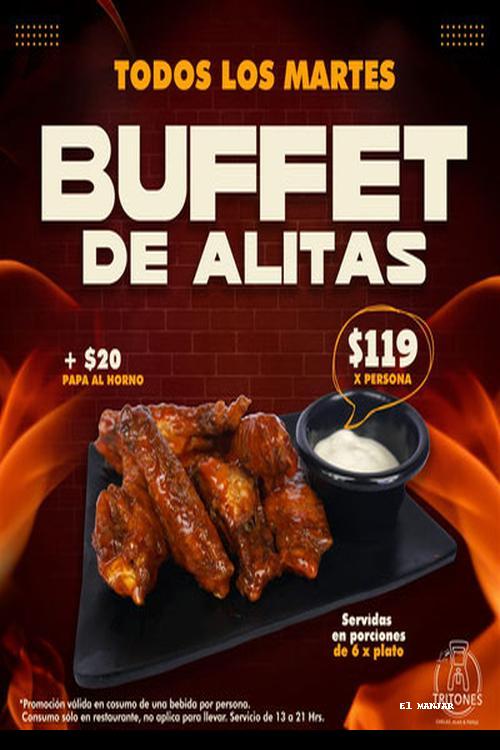 TODOS LOS MARTES
BUFFET
DE ALITAS
+ $20
PAPA AL HORNO
$119
X PERSONA
Servidas
en porciones
de 6 x plato
TRITONES
El MANJAR
*Promoción válida en cosumo de una bebida por persona.
Consumo sólo en restaurante, no aplica para llevar. Servicio de 13 a 21 Hrs.